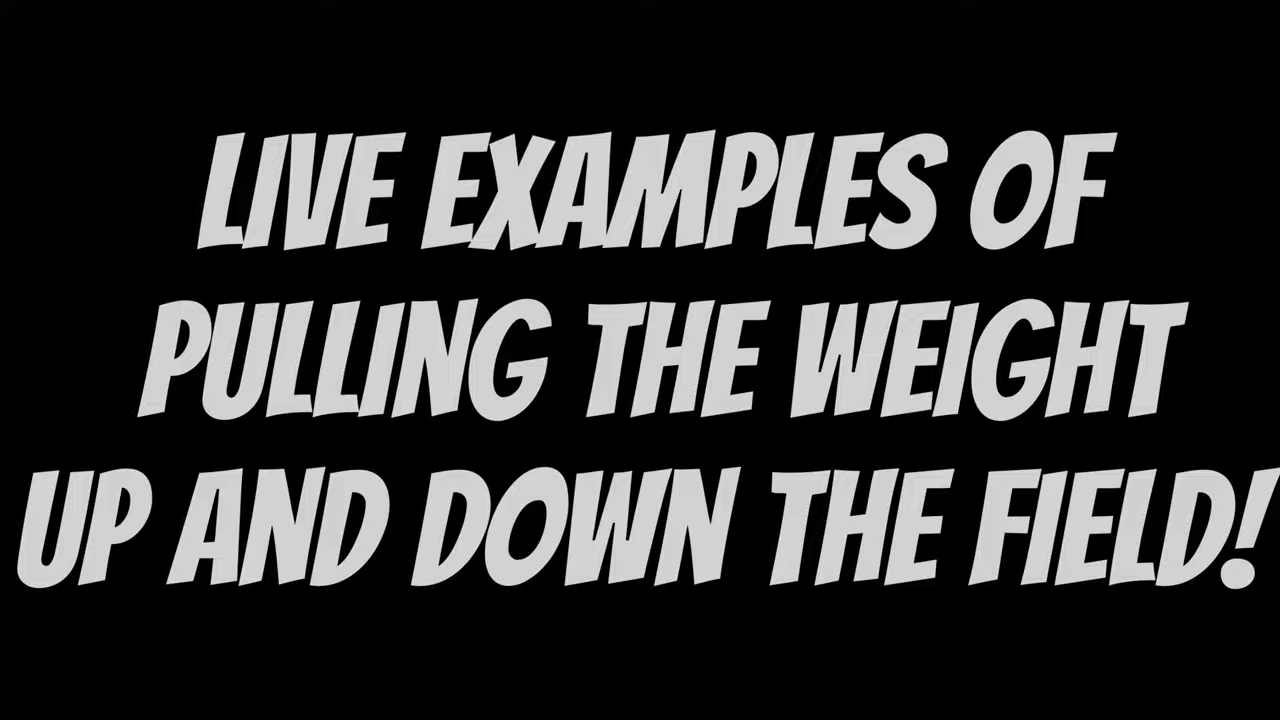 LIVE EXAMPLES OF
PULLING THE WEIGHT
UP AND DOWN THE FIELD!